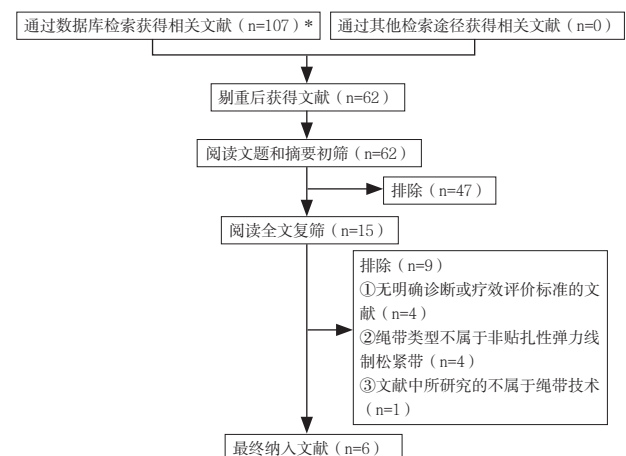 通过数据库检索获得相关文献（n=107）*
通过其他检索途径获得相关文献（n=0）
剔重后获得文献（n=62）
阅读文题和摘要初筛（n=62）
排除（n=47）
阅读全文复筛（n=15）
排除（n=9）
①无明确诊断或疗效评价标准的文
献（n=4）
②绳带类型不属于非贴扎性弹力线
制松紧带（n=4）
③文献中所研究的不属于绳带技术
（n=1）
最终纳入文献（n=6）